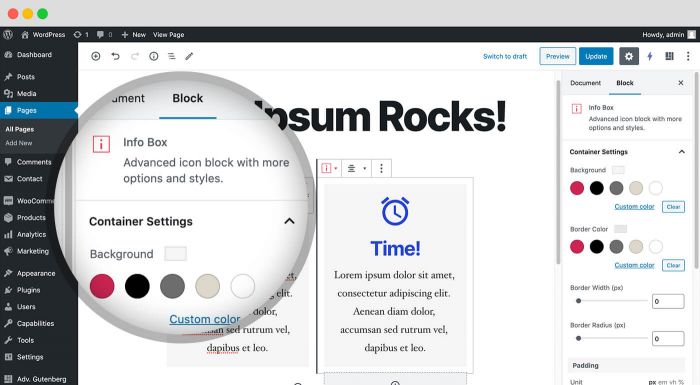 WordPress 1 0 + New View Page
Howdy, admin
Dashboard
Posts
Media
Pages
All Pages
Add New
Comments
Contact
WooComme
Products
Analytics
Marketing
Appearance
Plugins
Users
Capabilities
Tools
Settings
Adv. Gutenberg
Switch to draft
Preview
Update
ument
Block
Info Box
Advanced icon block with more
options and styles.
Container Settings
Background
Custom color
Ipsum Rocks!
elit.
sed rutrum vel,
dapibus et leo.
Time!
Lorem ipsum dolor sit amet,
consectetur adipiscing elit.
Aenean diam dolor,
accumsan sed rutrum vel,
dapibus et leo.
Document
Block
Info Box
Advanced icon block with more
options and styles.
Container Settings
Background
Custom color
Clear
Border Color
Custom color
Clear
Border Width (px)
0
Border Radius (px)
0
Padding
Unit
px em vh %